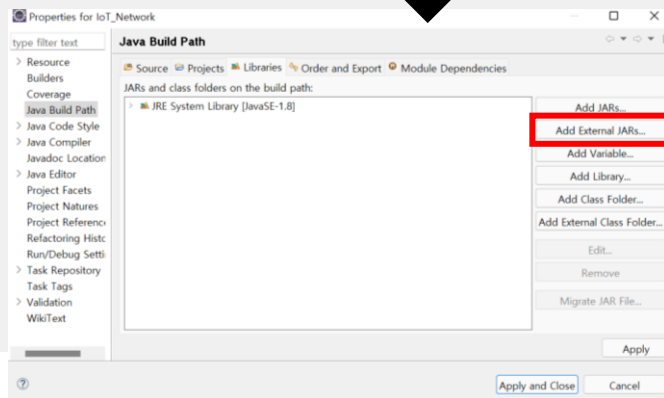 Properties for IoT_Network
type filter text
Java Build Path
Resource
Builders
Coverage
Java Build Path
Java Code Style
Java Compiler
Javadoc Location
Java Editor
Project Facets
Project Natures
Project Reference
Refactoring Histo
Run/Debug Setti
Task Repository
Task Tags
Validation
WikiText
Source Projects Libraries Order and Export Module Dependencies
JARs and class folders on the build path:
JRE System Library [JavaSE-1.8]
Add JARs...
Add External JARs...
Add Variable...
Add Library...
Add Class Folder...
Add External Class Folder...
Edit...
Remove
Migrate JAR File...
Apply
Apply and Close Cancel